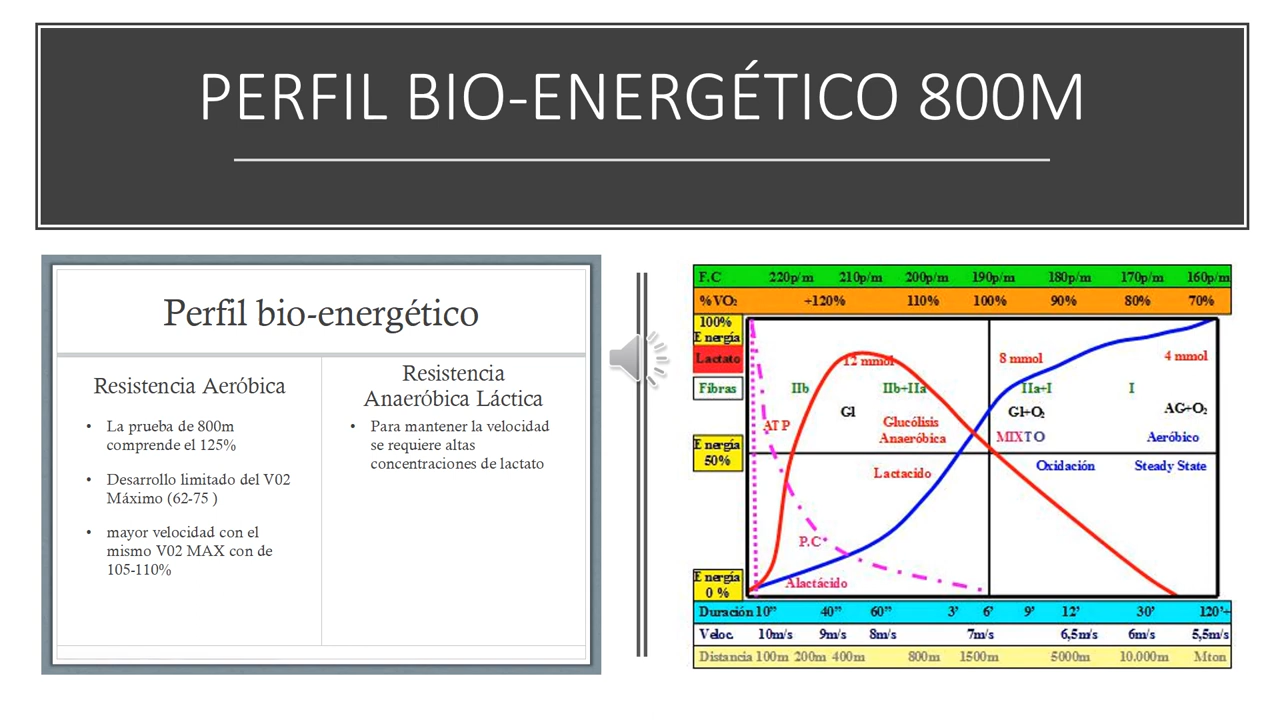 PERFIL BIO-ENERGÉTICO 800M
Perfil bio-energético
Resistencia Aeróbica
• La prueba de 800m
comprende el 125%
• Desarrollo limitado del V02
Máximo (62-75 )
• mayor velocidad con el
mismo V02 MAX con de
105-110%
Resistencia
Anaeróbica Láctica
• Para mantener la velocidad
se requiere altas
concentraciones de lactato
F.C 220p/m 210p/m 200p/m 190p/m 180p/m 170p/m 160p/m
%VO₂ +120% 110% 100% 90% 80% 70%
100%
Energía
Lactato 12 mmol 8 mmol 4 mmol
Fibras IIb IIb+IIa IIa+I I
Gl Gl+O₂ AG+O₂
ATP Glucólisis
Anaeróbica MIXTO Aeróbico
Energía
50%
Lactacido Oxidación Steady State
P.C
Alactácido
Energía
0 %
Duración 10” 40” 60” 3’ 6’ 9’ 12’ 30’ 120’+
Veloc. 10m/s 9m/s 8m/s 7m/s 6,5m/s 6m/s 5,5m/s
Distancia 100m 200m 400m 800m 1500m 5000m 10.000m Mton